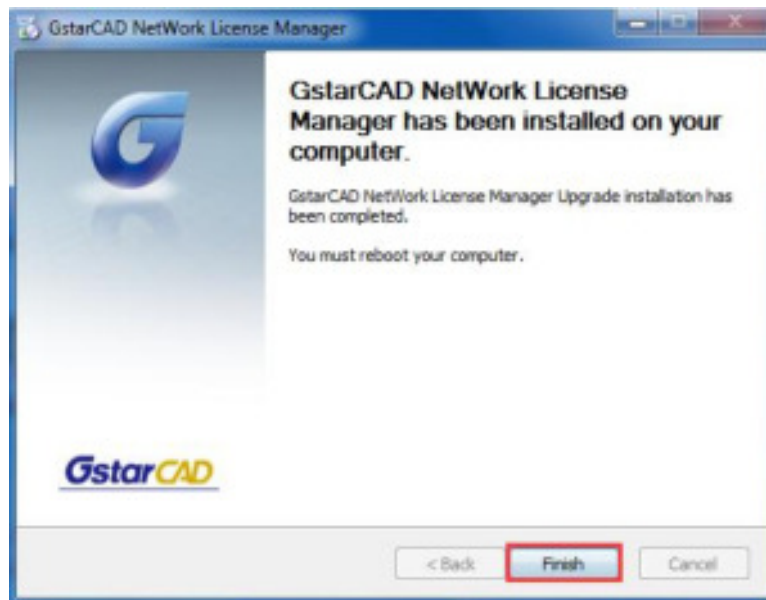 GstarCAD NetWork License Manager
GstarCAD NetWork License
Manager has been installed on your
computer.
GstarCAD NetWork License Manager Upgrade installation has
been completed.
You must reboot your computer.
GstarCAD
< Back
Finish
Cancel